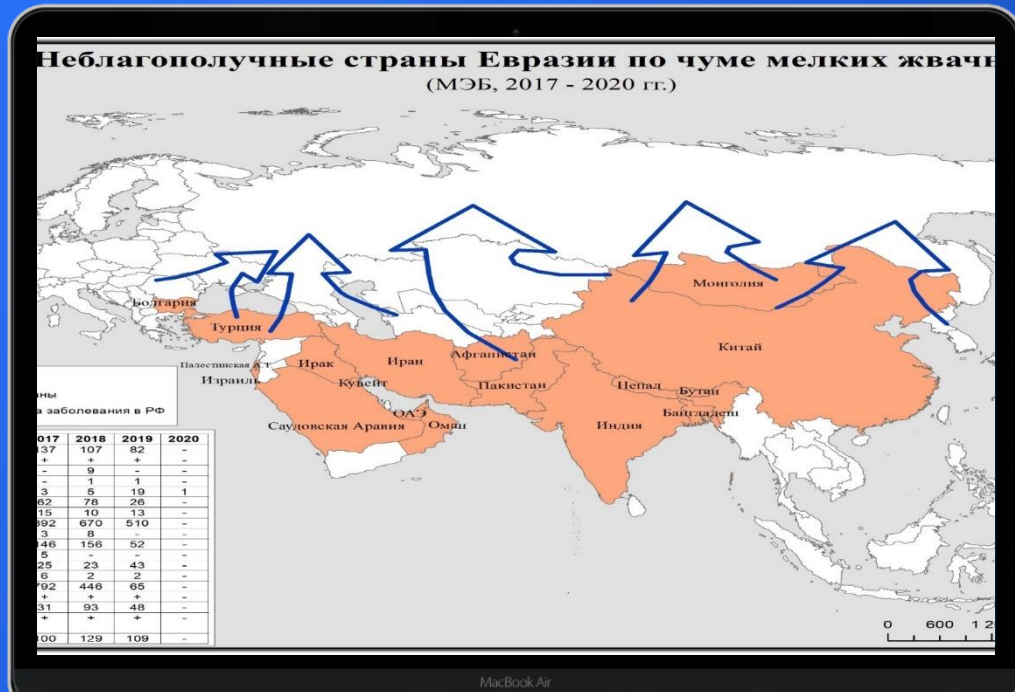 Неблагополучные страны Евразии по чуме мелких жвачн
(МЭБ, 2017 - 2020 гг.)
Болгария
Монголия
Турция
Китай
Палестинская А.т
Ирак
Иран
Афганистан
Израиль
Кувейт
Пакистан
Непал
Бутан
ны
Бангладеш
а заболевания в РФ
ОАЭ
Саудовская Аравия
Оман
Индия
017 2018 2019 2020
137 107 82 -
+ + + -
- 9 - -
- 1 1 -
3 5 19 1
62 78 26 -
15 10 13 -
392 670 510 -
3 8 - -
146 156 52 -
5 - - -
25 23 43 -
6 2 2 -
792 446 65 -
+ + + -
31 93 48 -
+ + + -
100 129 109 -
0 600 1 2
MacBook Air